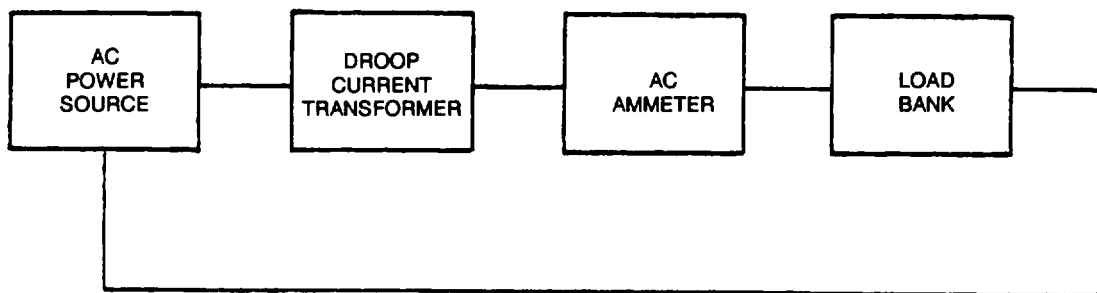 AC
POWER
SOURCE
DROOP
CURRENT
TRANSFORMER
AC
AMMETER
LOAD
BANK